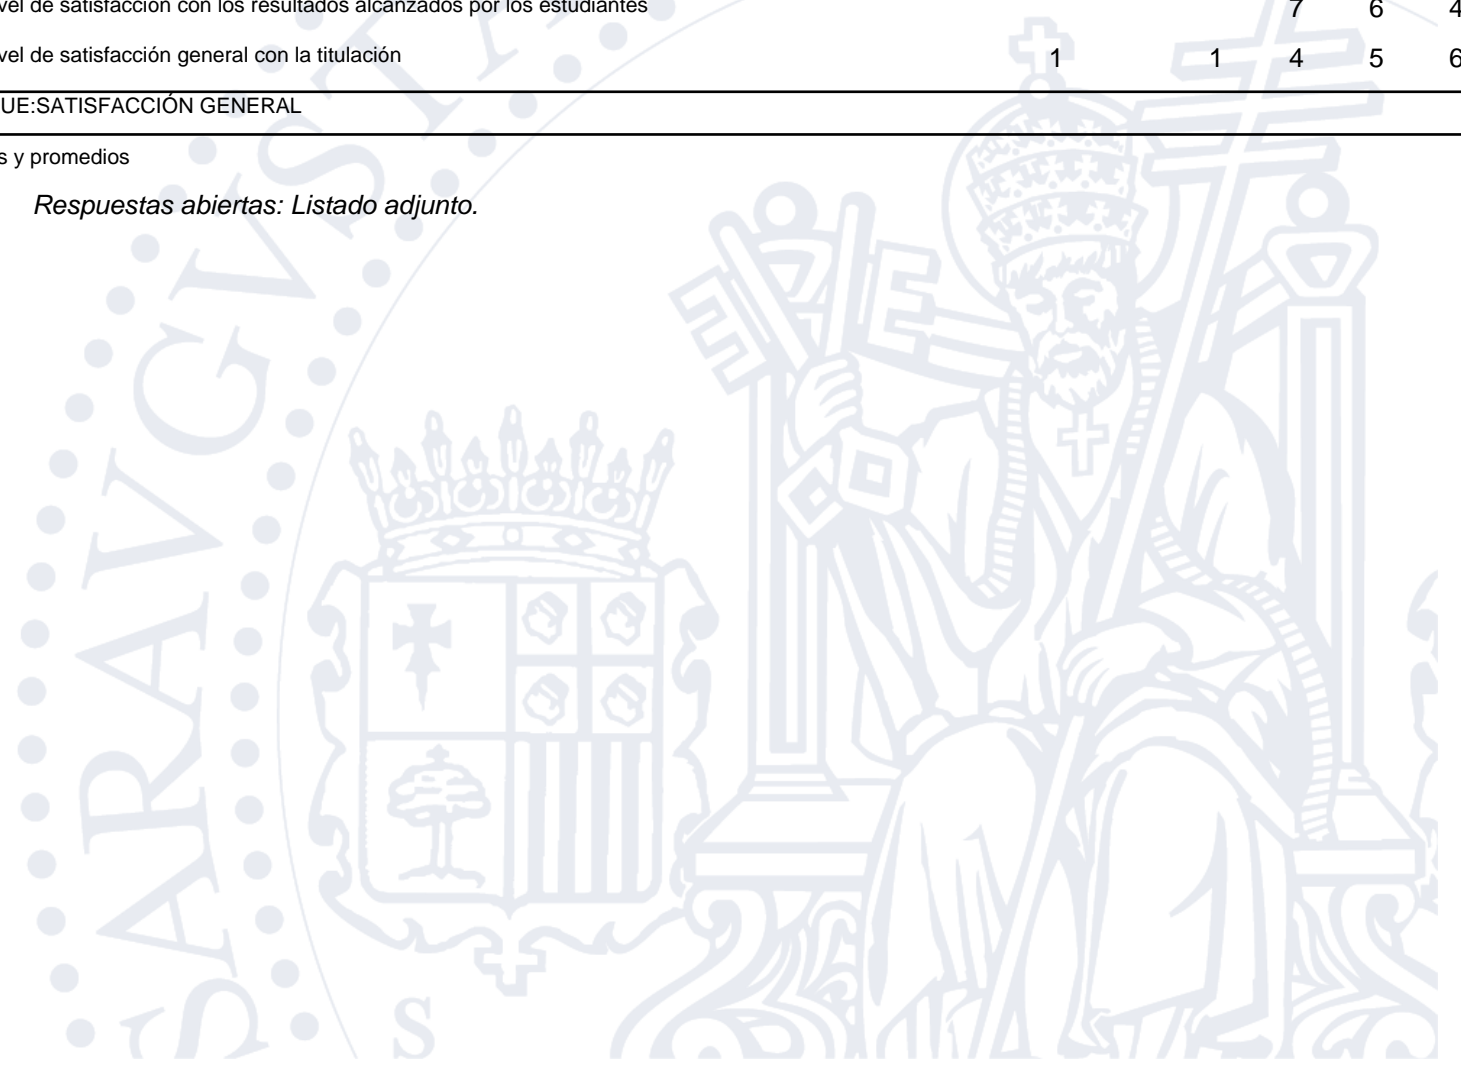 vel de satisfacción con los resultados alcanzados por los estudiantes 7 6 4
vel de satisfacción general con la titulación 1 1 4 5 6
UE:SATISFACCIÓN GENERAL
s y promedios
Respuestas abiertas: Listado adjunto.
SARAVGVSTA
S